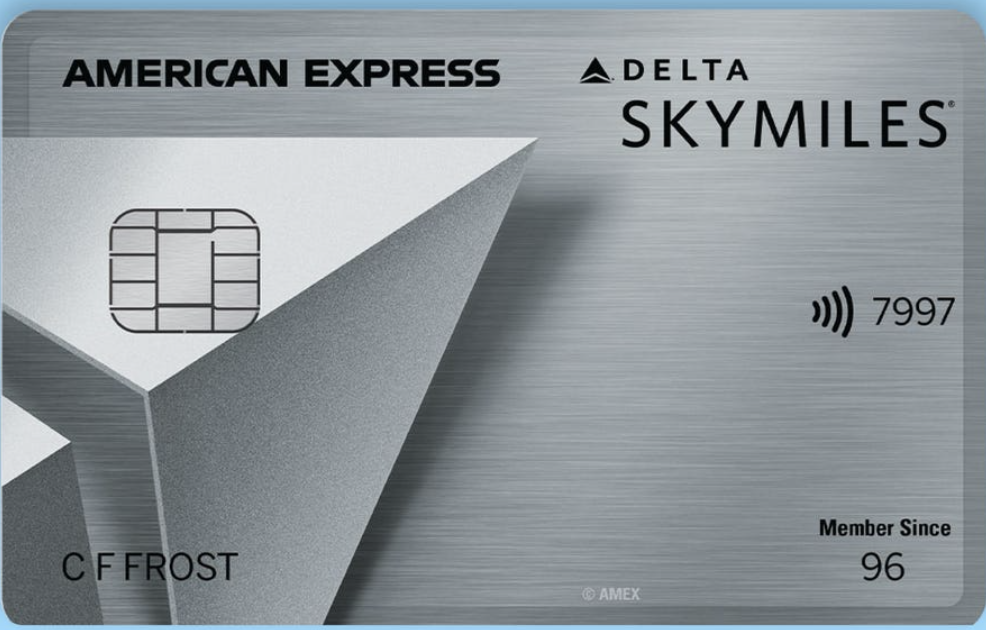 AMERICAN EXPRESS
DELTA
SKYMILES®
7997
Member Since
96
C F FROST
© AMEX